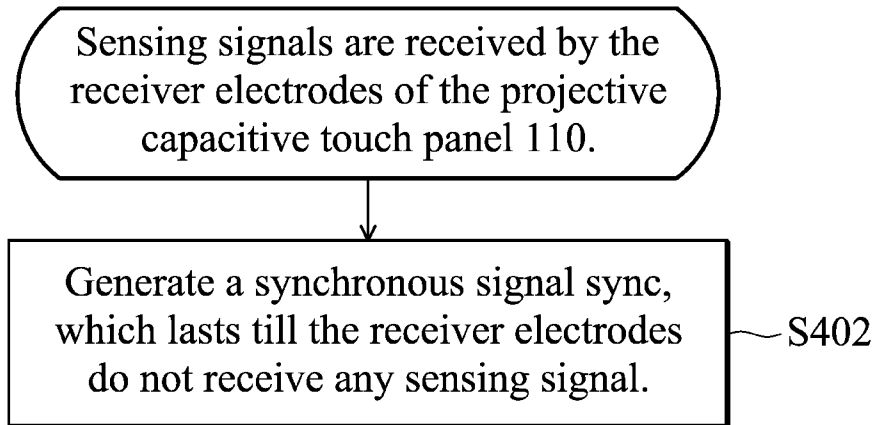 Sensing signals are received by the
receiver electrodes of the projective
capacitive touch panel 110.
Generate a synchronous signal sync,
which lasts till the receiver electrodes
do not receive any sensing signal.
S402